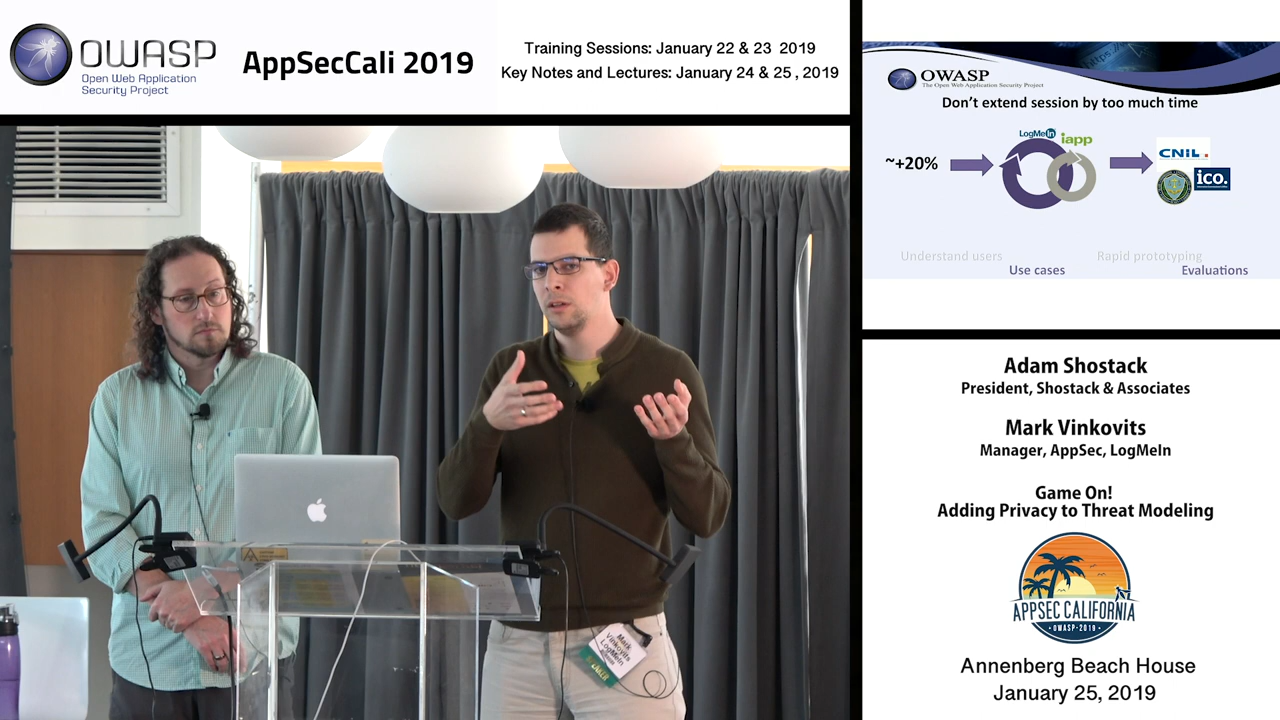 OWASP
Open Web Application
Security Project
AppSecCali 2019
Training Sessions: January 22 & 23 2019
Key Notes and Lectures: January 24 & 25 , 2019
OWASP
The Open Web Application Security Project
Don't extend session by too much time
~+20%
LogMeIn
iapp
CNIL.
ico.
Understand users
Use cases
Rapid prototyping
Evaluations
Adam Shostack
President, Shostack & Associates
Mark Vinkovits
Manager, AppSec, LogMeIn
Game On!
Adding Privacy to Threat Modeling
APPSEC CALIFORNIA
OWASP-2019
Annenberg Beach House
January 25, 2019
Mark
Vinkovits
LogMeIn